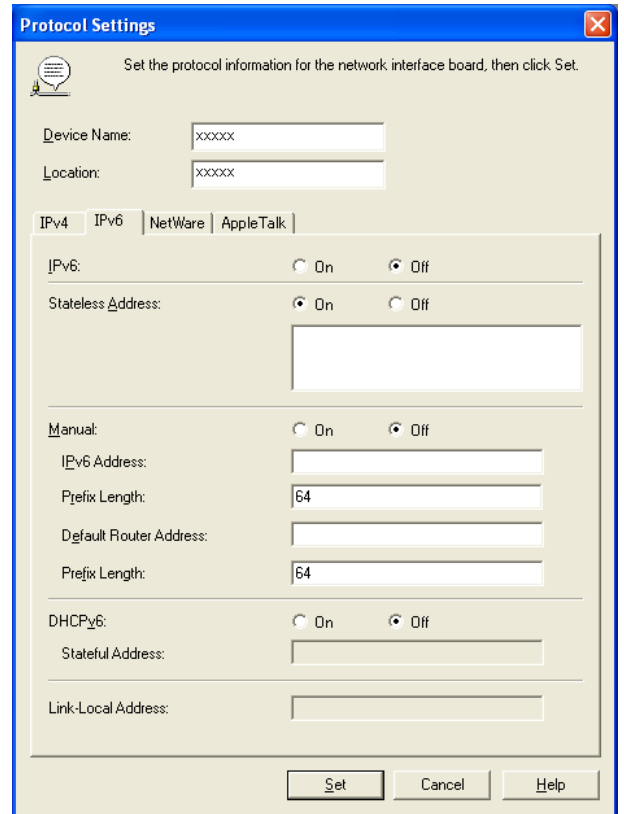 Protocol Settings
Set the protocol information for the network interface board, then click Set.
Device Name: xxxxx
Location: xxxxx
IPv4 IPv6 NetWare AppleTalk
IPv6: On Off
Stateless Address: On Off
Manual: On Off
IPv6 Address:
Prefix Length: 64
Default Router Address:
Prefix Length: 64
DHCPv6: On Off
Stateful Address:
Link-Local Address:
Set Cancel Help